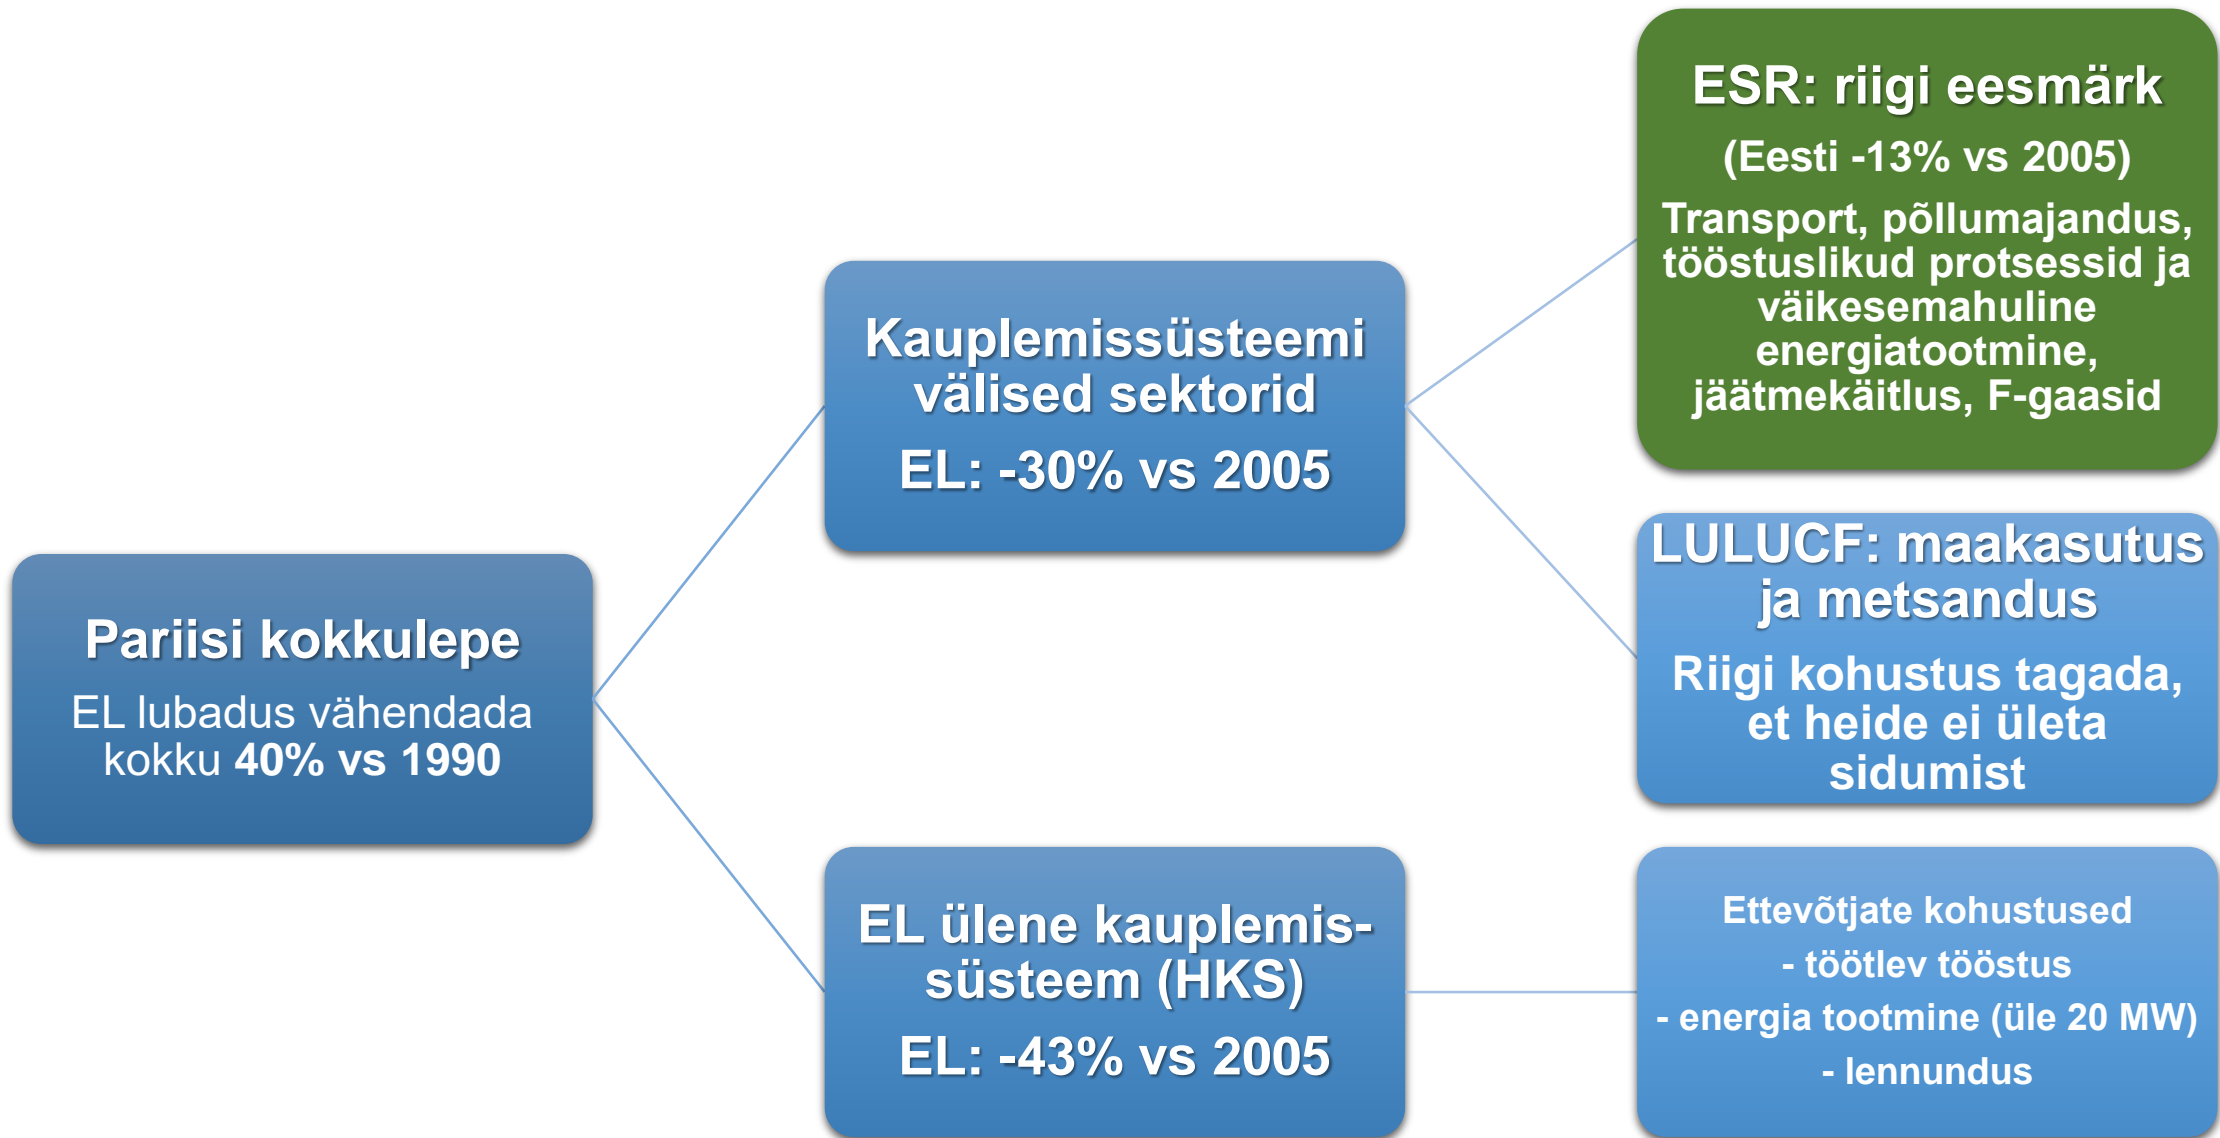 Pariisi kokkulepe
EL lubadus vähendada
kokku 40% vs 1990
Kauplemissüsteemi
välised sektorid
EL: -30% vs 2005
EL ülene kauplemis-
süsteem (HKS)
EL: -43% vs 2005
ESR: riigi eesmärk
(Eesti -13% vs 2005)
Transport, põllumajandus,
tööstuslikud protsessid ja
väikesemahuline
energiatootmine,
jäätmekäitlus, F-gaasid
LULUCF: maakasutus
ja metsandus
Riigi kohustus tagada,
et heide ei ületa
sidumist
Ettevõtjate kohustused
- töötlev tööstus
- energia tootmine (üle 20 MW)
- lennundus